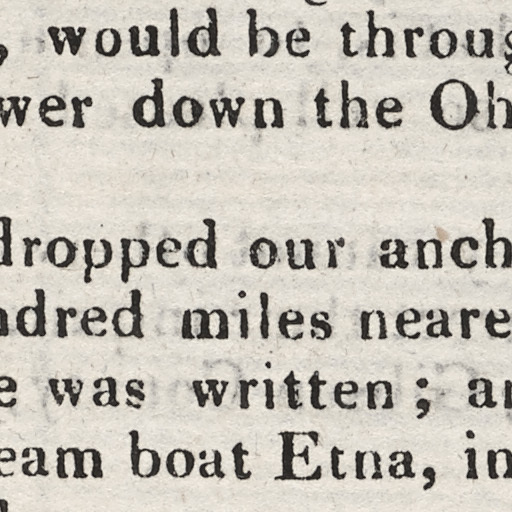 , would be throug
wer down the Oh
dropped our anch
ndred miles neare
e was written; an
eam boat Etna, in